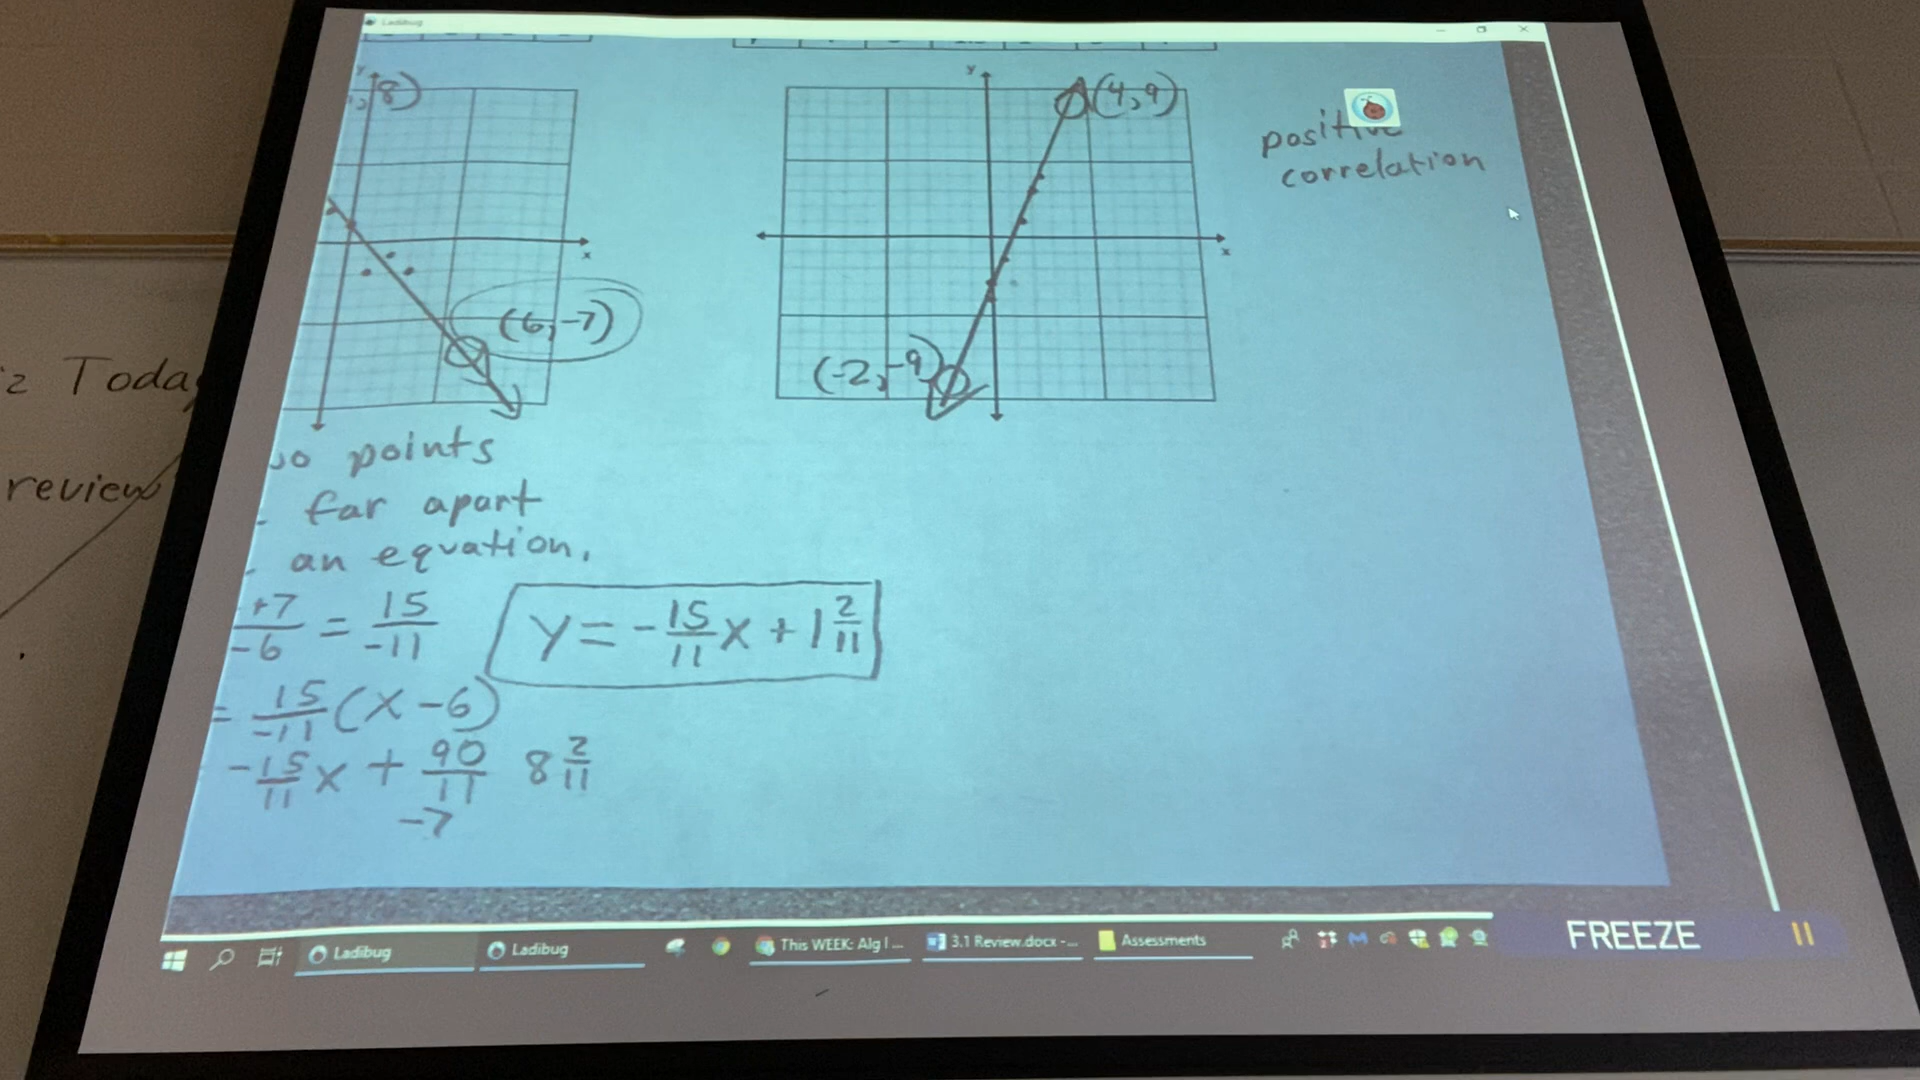 Ladibug
y
8)
x
(6,-7)
y
(4,9)
x
(-2,-9)
positive
correlation
Toda
review
points
far apart
an equation.
+7/-6 = 15/-11
y = -15/11 x + 1 2/11
= 15/-11 (x - 6)
-15/11 x + 90/11 8 2/11
-7
Ladibug
Ladibug
This WEEK: Alg I ...
3.1 Review.docx -...
Assessments
FREEZE